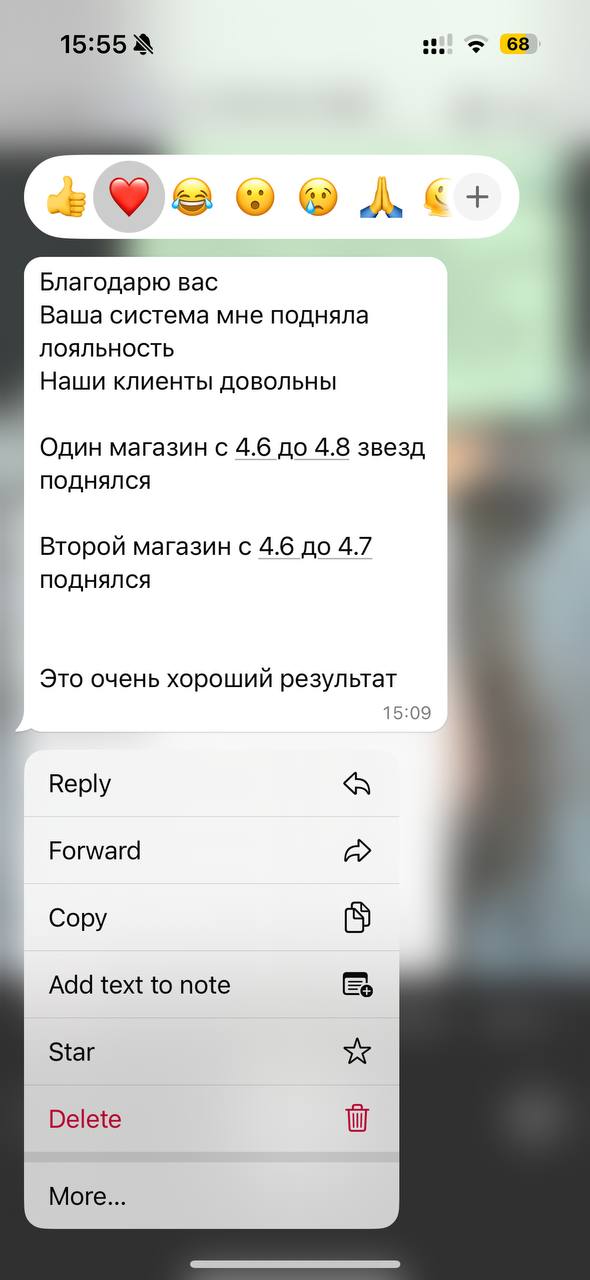 15:55
68
Благодарю вас
Ваша система мне подняла
лояльность
Наши клиенты довольны
Один магазин с 4.6 до 4.8 звезд
поднялся
Второй магазин с 4.6 до 4.7
поднялся
Это очень хороший результат
15:09
Reply
Forward
Copy
Add text to note
Star
Delete
More...